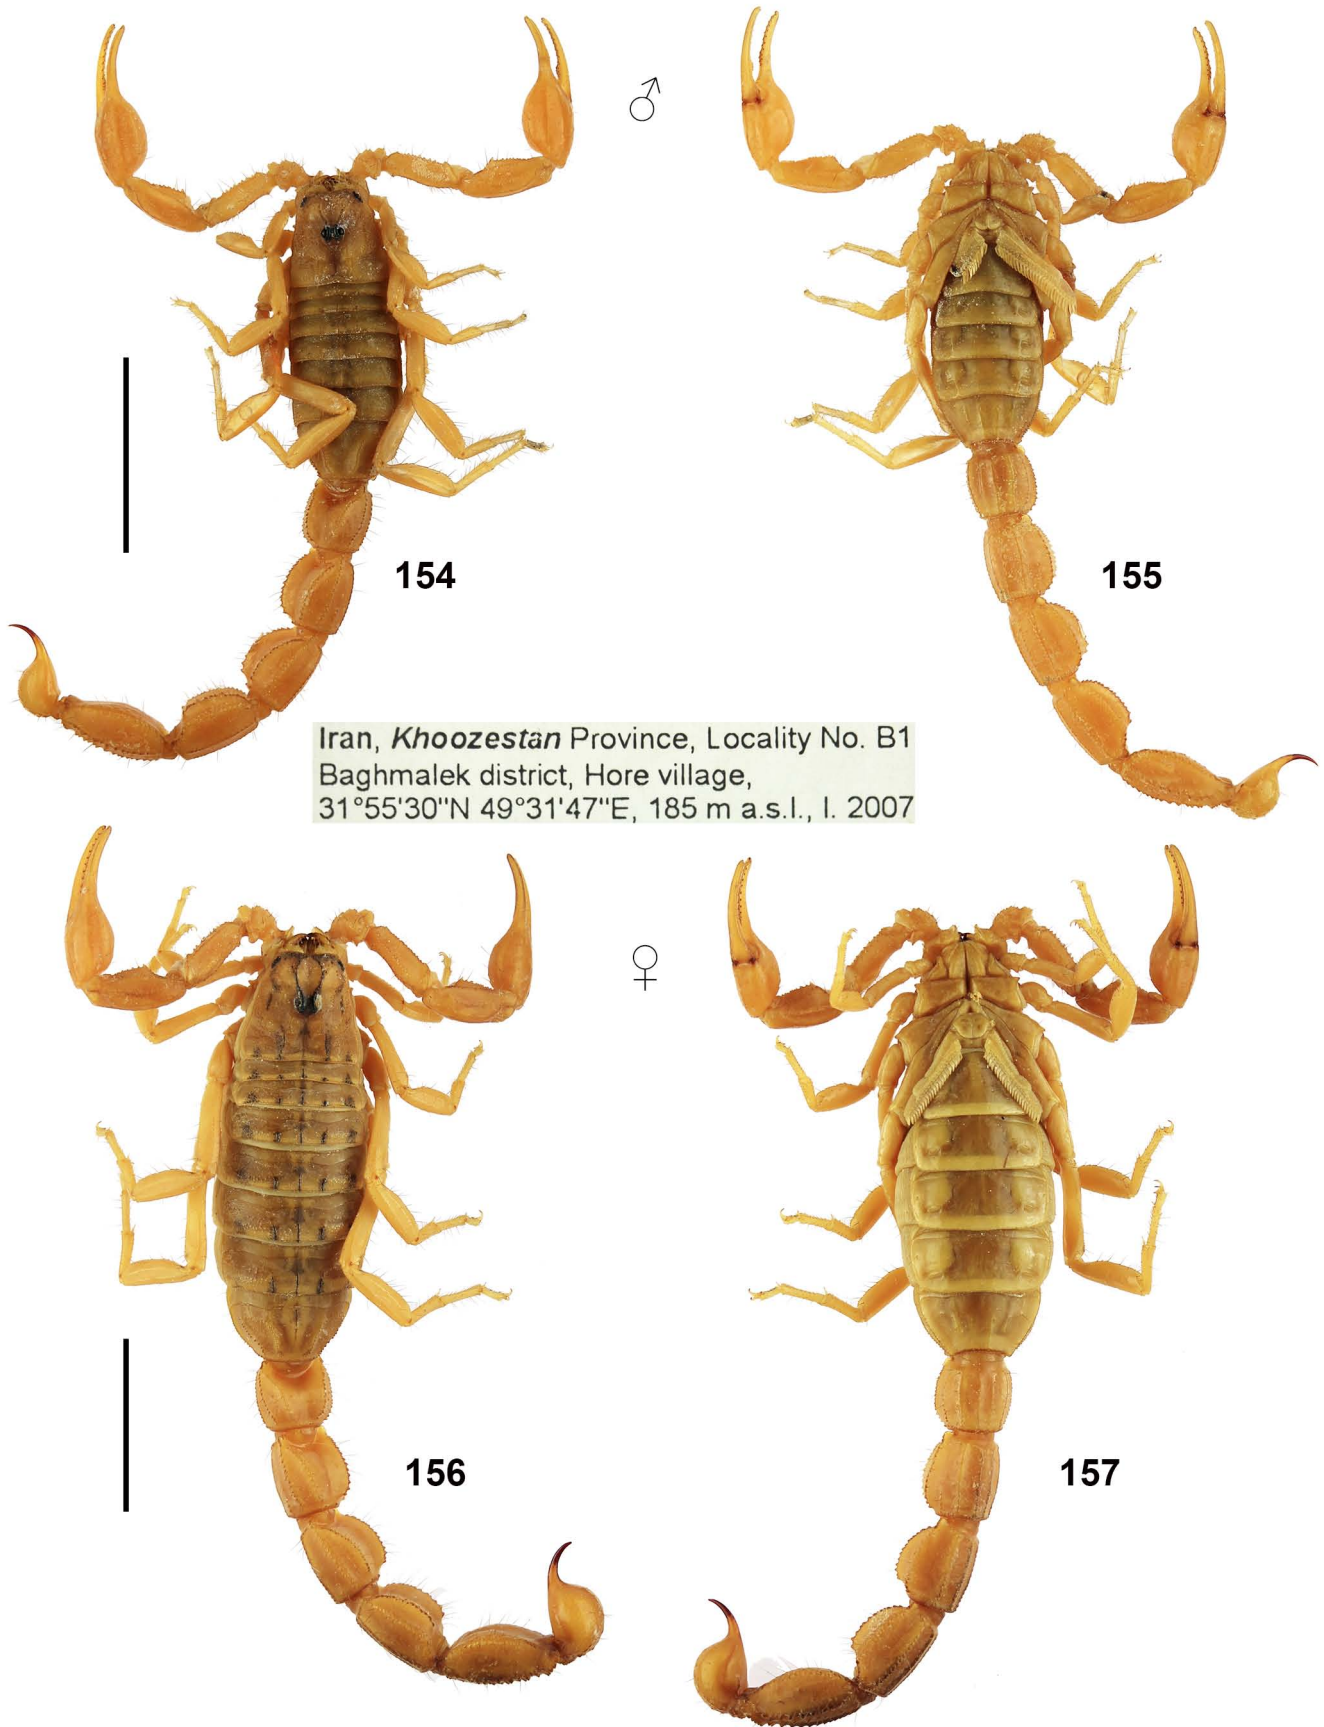 ♂
154
155
Iran, Khoozestan Province, Locality No. B1
Baghmalek district, Hore village,
31°55'30"N 49°31'47"E, 185 m a.s.l., I. 2007
♀
156
157